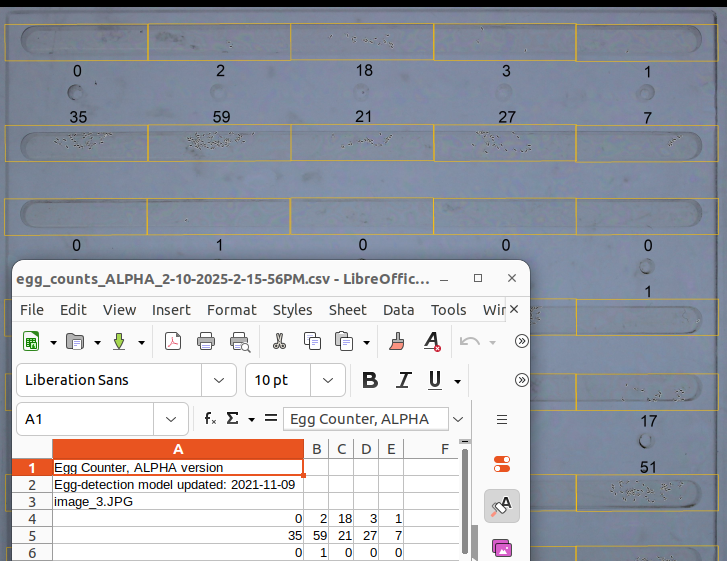 0 2 18 3 1
35 59 21 27 7
0 1 0 0 0
egg_counts_ALPHA_2-10-2025-2-15-56PM.csv - LibreOffic...
1
File Edit View Insert Format Styles Sheet Data Tools
Liberation Sans 10 pt B I U
A1 fx Σ = Egg Counter, ALPHA
17
A B C D E F
51
1 Egg Counter, ALPHA version
2 Egg-detection model updated: 2021-11-09
3 image_3.JPG
4 0 2 18 3 1
5 35 59 21 27 7
6 0 1 0 0 0